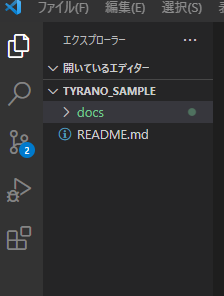 ファイル(F) 編集(E) 選択(S)
エクスプローラー
開いているエディター
TYRANO_SAMPLE
docs
README.md
2